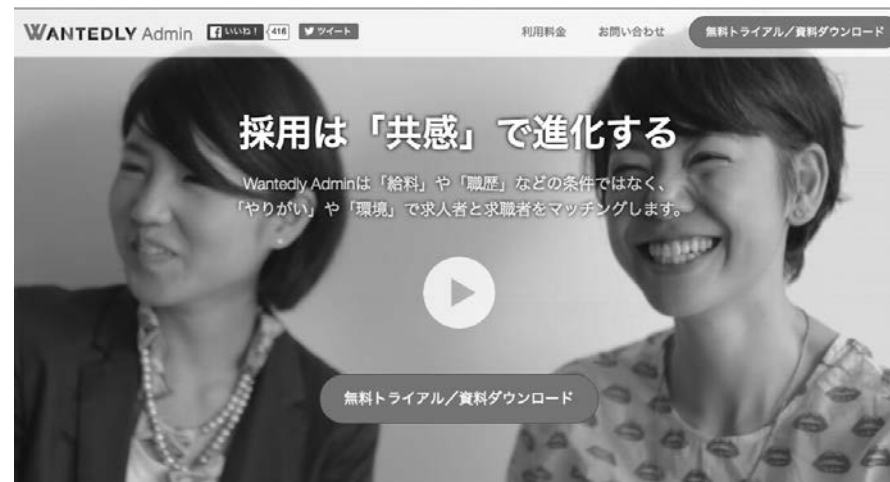 WANTEDLY Admin
いいね！ 416
ツイート
利用料金
お問い合わせ
無料トライアル／資料ダウンロード
採用は「共感」で進化する
Wantedly Adminは「給料」や「職歴」などの条件ではなく、
「やりがい」や「環境」で求人者と求職者をマッチングします。
無料トライアル／資料ダウンロード